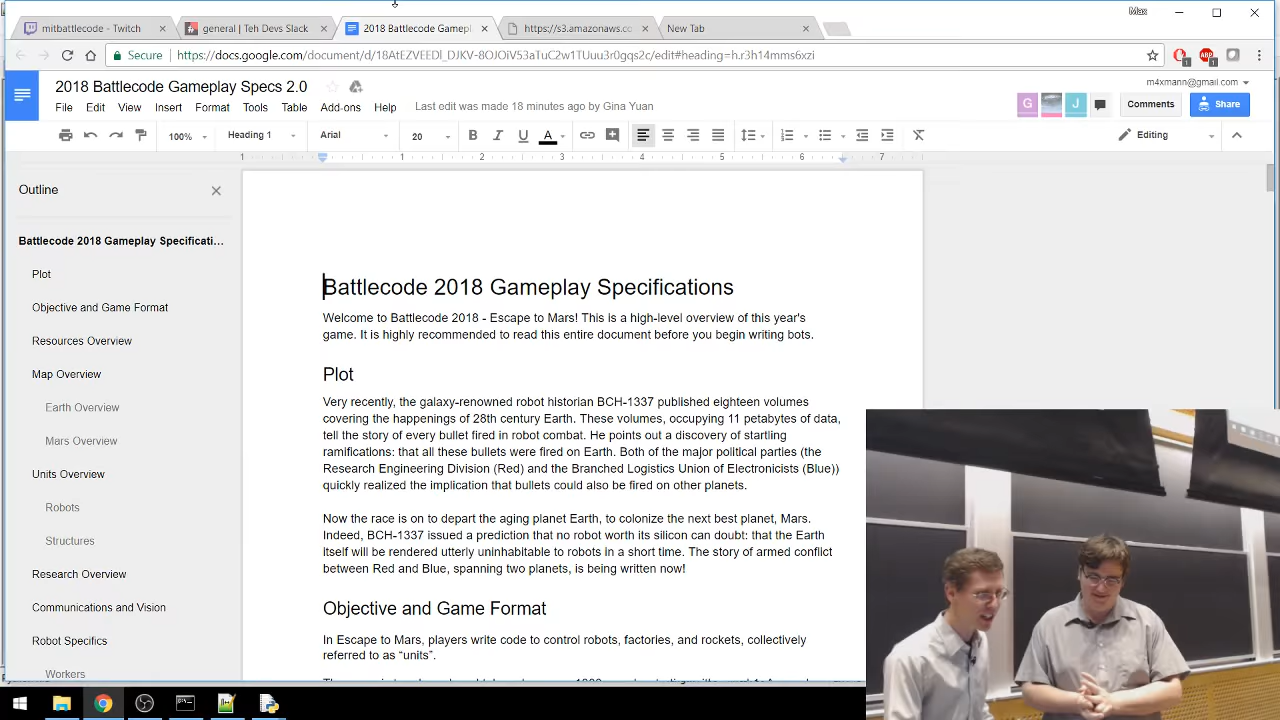 mitbattlecode - Twitch
general | Teh Devs Slack
2018 Battlecode Gamepl
https://s3.amazonaws.co
New Tab
Max
Secure
https://docs.google.com/document/d/18AtEZVEEDl_DJKV-8OJOiV53aTuC2w1TUuu3r0gqs2c/edit#heading=h.r3h14mms6xzi
2018 Battlecode Gameplay Specs 2.0
m4xmann@gmail.com
File Edit View Insert Format Tools Table Add-ons Help
Last edit was made 18 minutes ago by Gina Yuan
G J Comments Share
100% Heading 1 Arial 20 B I U A Editing
1 1 2 3 4 5 6 7
Outline
Battlecode 2018 Gameplay Specificati...
Plot
Objective and Game Format
Resources Overview
Map Overview
Earth Overview
Mars Overview
Units Overview
Robots
Structures
Research Overview
Communications and Vision
Robot Specifics
Workers
Battlecode 2018 Gameplay Specifications
Welcome to Battlecode 2018 - Escape to Mars! This is a high-level overview of this year's
game. It is highly recommended to read this entire document before you begin writing bots.
Plot
Very recently, the galaxy-renowned robot historian BCH-1337 published eighteen volumes
covering the happenings of 28th century Earth. These volumes, occupying 11 petabytes of data,
tell the story of every bullet fired in robot combat. He points out a discovery of startling
ramifications: that all these bullets were fired on Earth. Both of the major political parties (the
Research Engineering Division (Red) and the Branched Logistics Union of Electronicists (Blue))
quickly realized the implication that bullets could also be fired on other planets.
Now the race is on to depart the aging planet Earth, to colonize the next best planet, Mars.
Indeed, BCH-1337 issued a prediction that no robot worth its silicon can doubt: that the Earth
itself will be rendered utterly uninhabitable to robots in a short time. The story of armed conflict
between Red and Blue, spanning two planets, is being written now!
Objective and Game Format
In Escape to Mars, players write code to control robots, factories, and rockets, collectively
referred to as “units”.